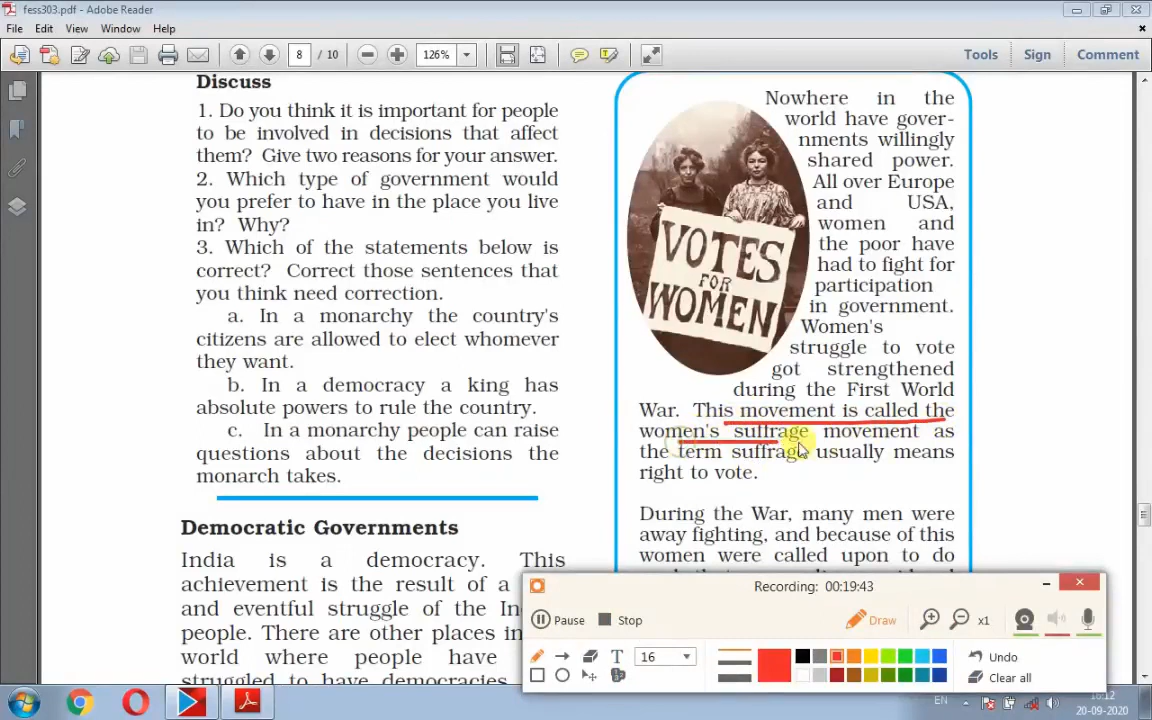 fess303.pdf - Adobe Reader
File Edit View Window Help
8 / 10 126% Tools Sign Comment
Discuss
1. Do you think it is important for people
to be involved in decisions that affect
them? Give two reasons for your answer.
2. Which type of government would
you prefer to have in the place you live
in? Why?
3. Which of the statements below is
correct? Correct those sentences that
you think need correction.
a. In a monarchy the country's
citizens are allowed to elect whomever
they want.
b. In a democracy a king has
absolute powers to rule the country.
c. In a monarchy people can raise
questions about the decisions the
monarch takes.
Democratic Governments
India is a democracy. This
achievement is the result of a
and eventful struggle of the In
people. There are other places in
world where people have
struggled to have democracies
Nowhere in the
world have gover-
nments willingly
shared power.
All over Europe
and USA,
women and
the poor have
had to fight for
participation
in government.
Women's
struggle to vote
got strengthened
during the First World
War. This movement is called the
women's suffrage movement as
the term suffrage usually means
right to vote.
During the War, many men were
away fighting, and because of this
women were called upon to do
VOTES
FOR
WOMEN
Recording: 00:19:43
Pause Stop Draw x1
T 16 Undo
Clear all
EN 16:12
20-09-2020